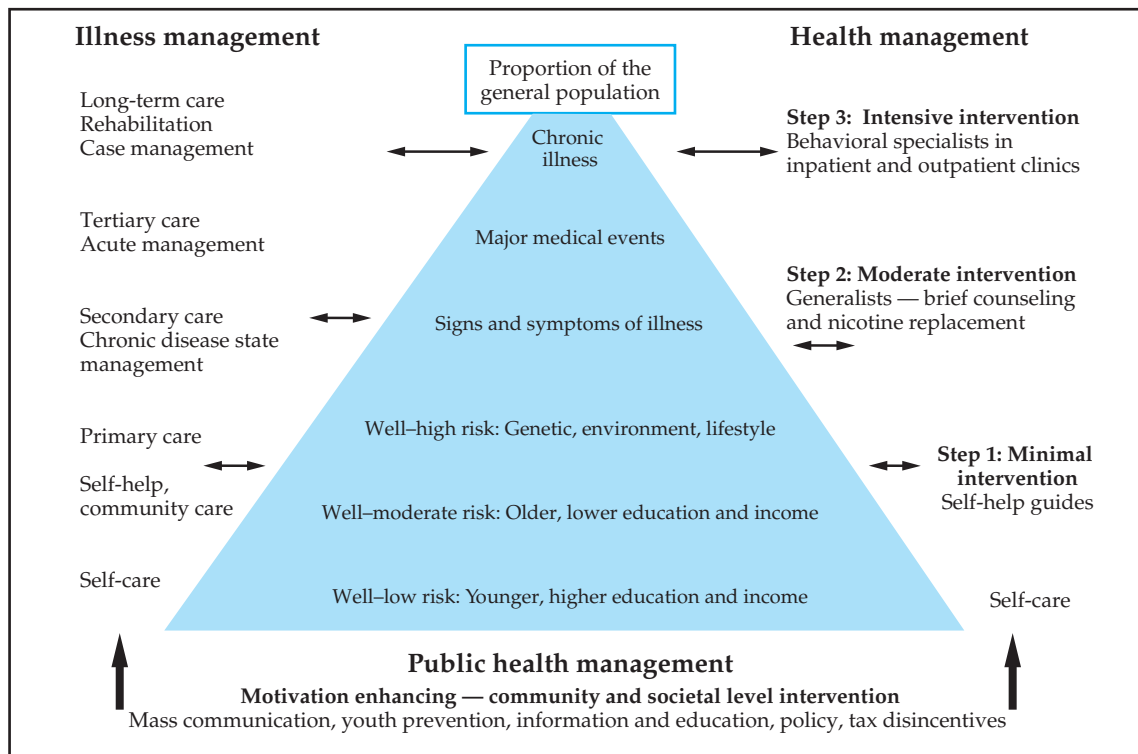 Illness management
Health management
Proportion of the
general population
Long-term care
Rehabilitation
Case management
Chronic
illness
Step 3:  Intensive intervention
Behavioral specialists in
inpatient and outpatient clinics
Tertiary care
Acute management
Major medical events
Step 2: Moderate intervention
Generalists — brief counseling
and nicotine replacement
Secondary care
Chronic disease state
management
Signs and symptoms of illness
Primary care
Well–high risk: Genetic, environment, lifestyle
Step 1: Minimal
intervention
Self-help guides
Self-help,
community care
Well–moderate risk: Older, lower education and income
Self-care
Well–low risk: Younger, higher education and income
Self-care
Public health management
Motivation enhancing — community and societal level intervention
Mass communication, youth prevention, information and education, policy, tax disincentives